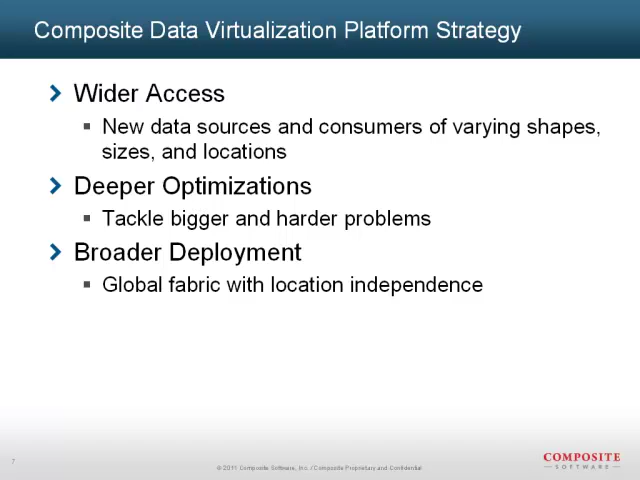 Composite Data Virtualization Platform Strategy
Wider Access
▪ New data sources and consumers of varying shapes,
sizes, and locations
Deeper Optimizations
▪ Tackle bigger and harder problems
Broader Deployment
▪ Global fabric with location independence
7
© 2011 Composite Software, Inc. / Composite Proprietary and Confidential
COMPOSITE
SOFTWARE